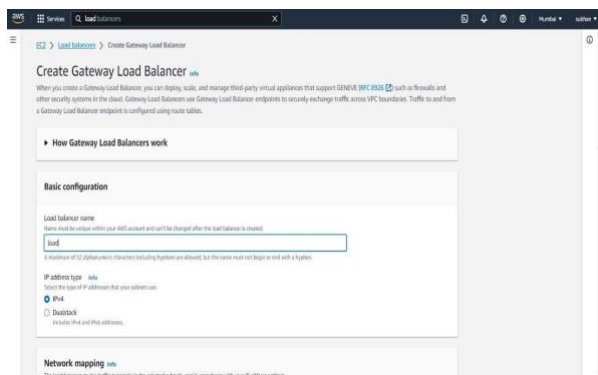 aws Services load balancers X Mumbai ▼ subhan ▼
EC2 > Load balancers > Create Gateway Load Balancer
Create Gateway Load Balancer Info
When you create a Gateway Load Balancer, you can deploy, scale, and manage third-party virtual appliances that support GENEVE (RFC 8926) such as firewalls and
other security systems in the cloud. Gateway Load Balancers use Gateway Load Balancer endpoints to securely exchange traffic across VPC boundaries. Traffic to and from
a Gateway Load Balancer endpoint is configured using route tables.
▶ How Gateway Load Balancers work
Basic configuration
Load balancer name
Name must be unique within your AWS account and can't be changed after the load balancer is created.
load
A maximum of 32 alphanumeric characters including hyphens are allowed, but the name must not begin or end with a hyphen.
IP address type Info
Select the type of IP addresses that your subnets use.
IPv4
Dualstack
Includes IPv4 and IPv6 addresses.
Network mapping Info